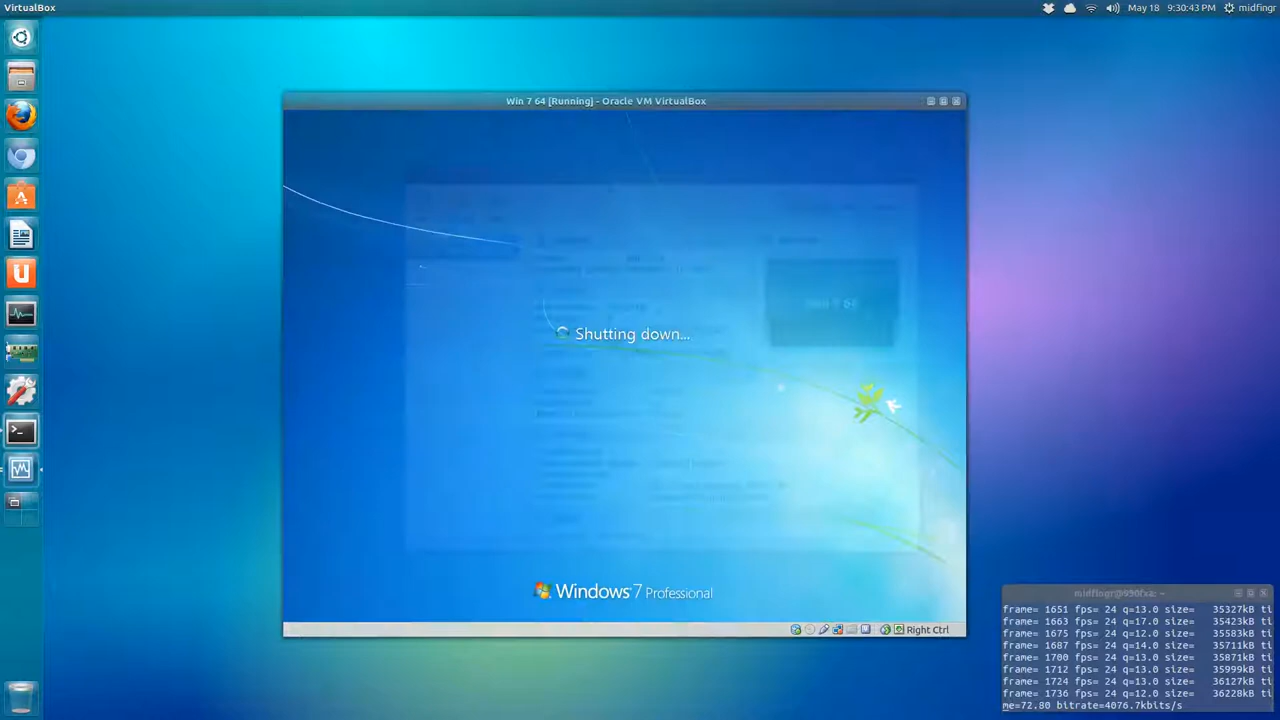 VirtualBox
May 18 9:30:43 PM midfingr
Win 7 64 [Running] - Oracle VM VirtualBox
Shutting down...
Windows 7 Professional
Right Ctrl
frame= 1651 fps= 24 q=13.0 size= 35327kB ti
frame= 1663 fps= 24 q=17.0 size= 35423kB ti
frame= 1675 fps= 24 q=12.0 size= 35583kB ti
frame= 1687 fps= 24 q=14.0 size= 35711kB ti
frame= 1700 fps= 24 q=13.0 size= 35871kB ti
frame= 1712 fps= 24 q=13.0 size= 35999kB ti
frame= 1724 fps= 24 q=13.0 size= 36127kB ti
frame= 1736 fps= 24 q=12.0 size= 36228kB ti
me=72.80 bitrate=4076.7kbits/s